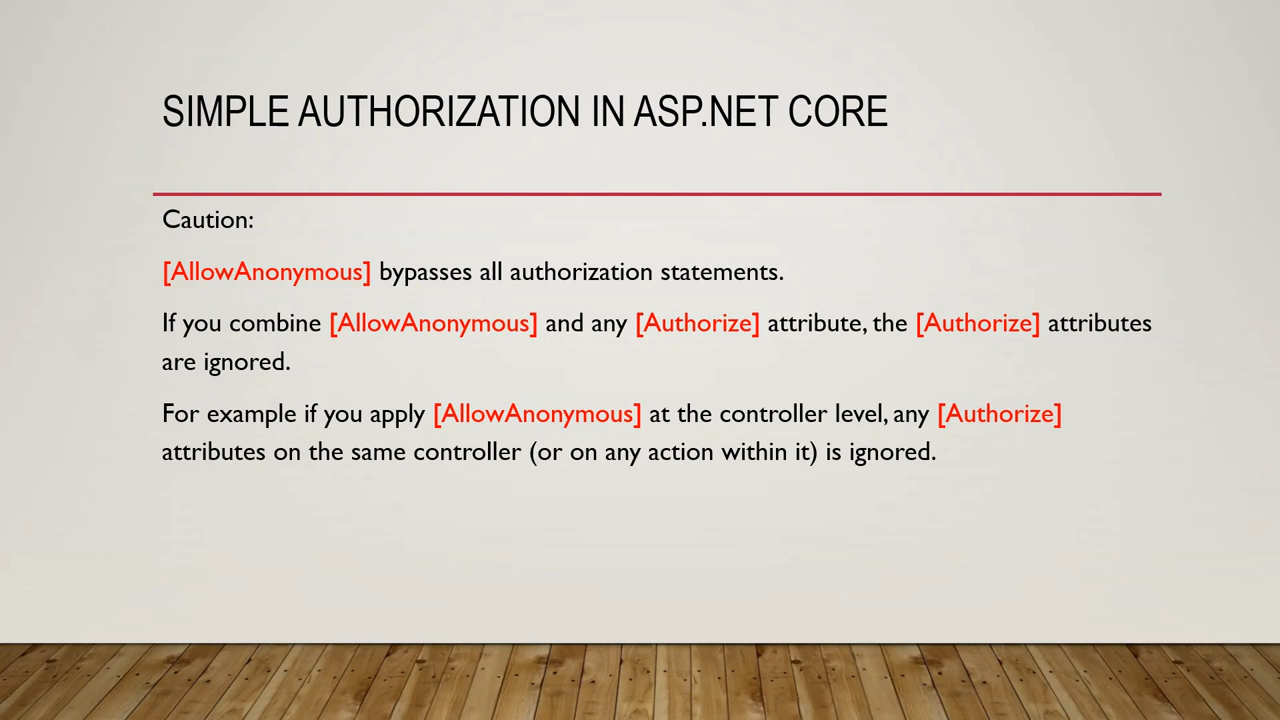 SIMPLE AUTHORIZATION IN ASP.NET CORE
Caution:
[AllowAnonymous] bypasses all authorization statements.
If you combine [AllowAnonymous] and any [Authorize] attribute, the [Authorize] attributes
are ignored.
For example if you apply [AllowAnonymous] at the controller level, any [Authorize]
attributes on the same controller (or on any action within it) is ignored.